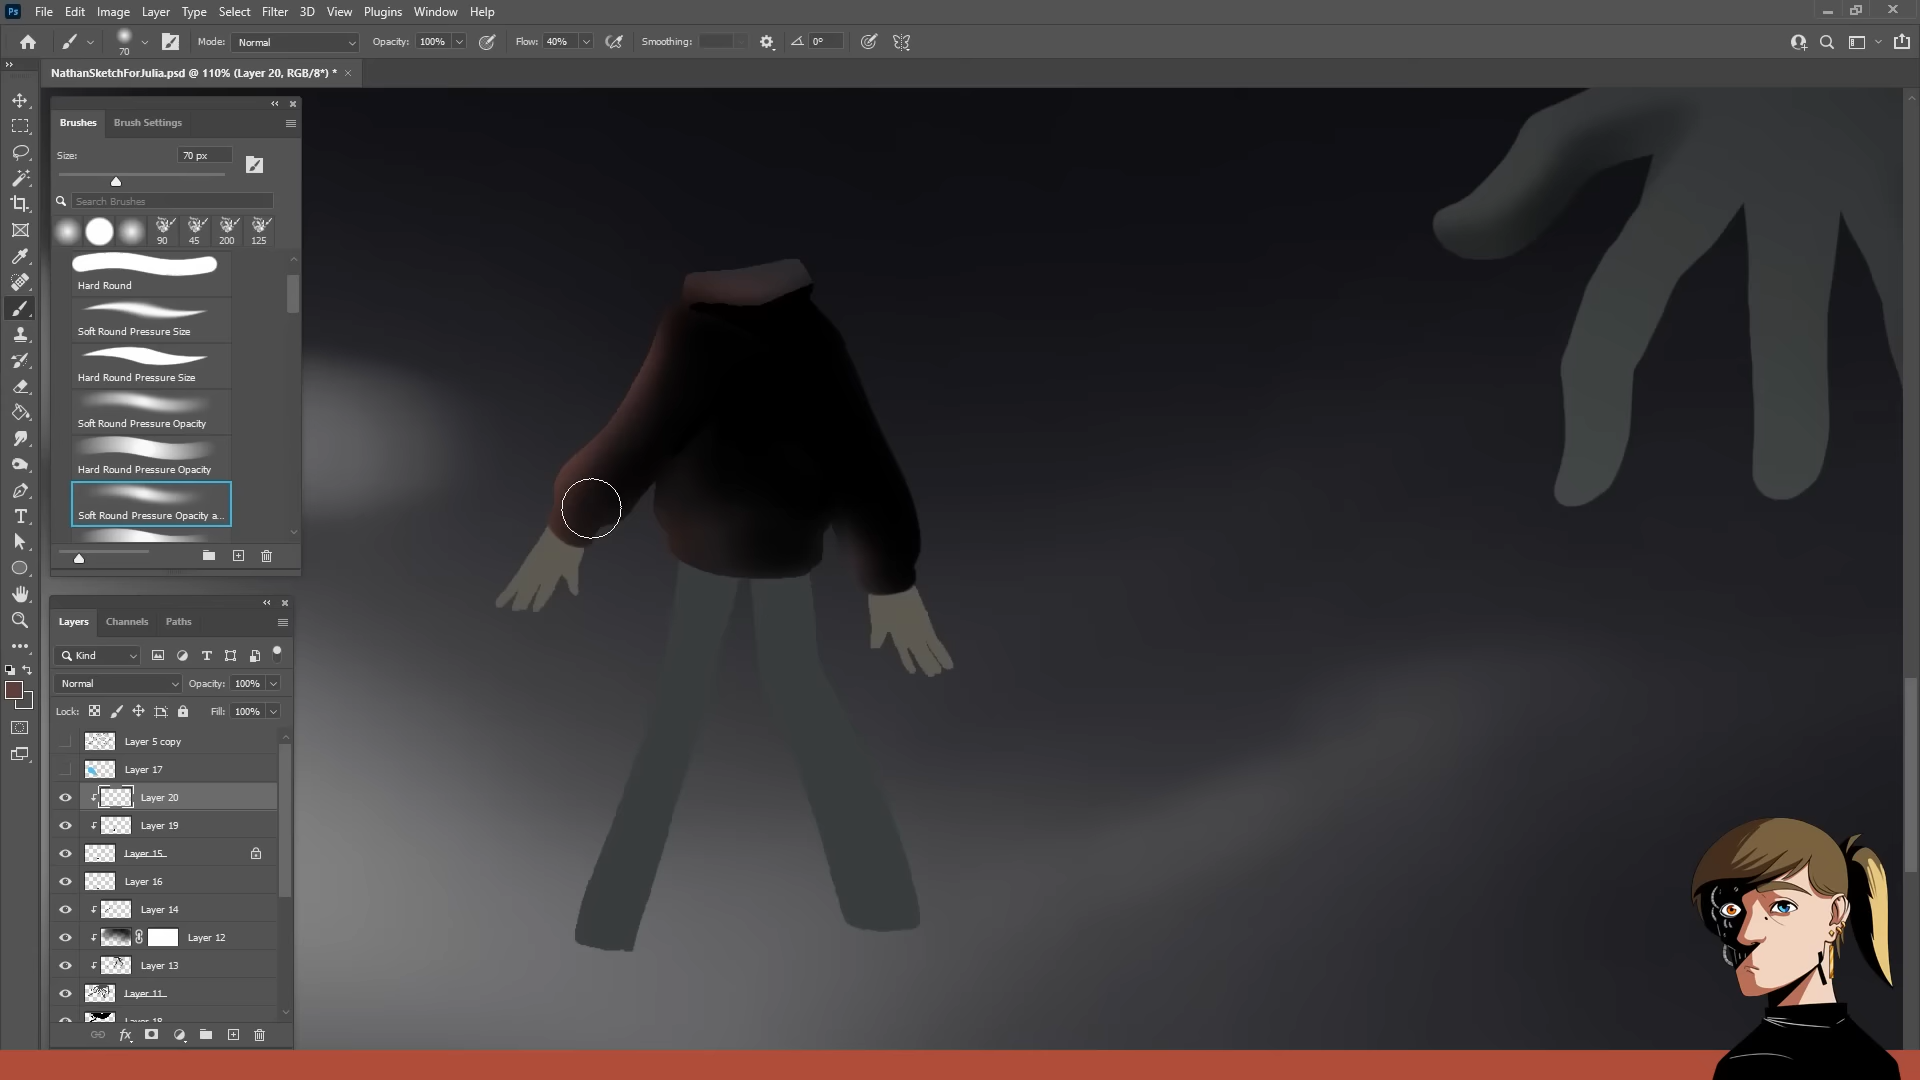 Ps File Edit Image Layer Type Select Filter 3D View Plugins Window Help
70 Mode: Normal Opacity: 100% Flow: 40% Smoothing: 0°
NathanSketchForJulia.psd @ 110% (Layer 20, RGB/8*) *
Brushes Brush Settings
Size: 70 px
Search Brushes
90 45 200 125
Hard Round
Soft Round Pressure Size
Hard Round Pressure Size
Soft Round Pressure Opacity
Hard Round Pressure Opacity
Soft Round Pressure Opacity a...
Layers Channels Paths
Kind
Normal Opacity: 100%
Lock: Fill: 100%
Layer 5 copy
Layer 17
Layer 20
Layer 19
Layer 15
Layer 16
Layer 14
Layer 12
Layer 13
Layer 11
Layer 18
fx